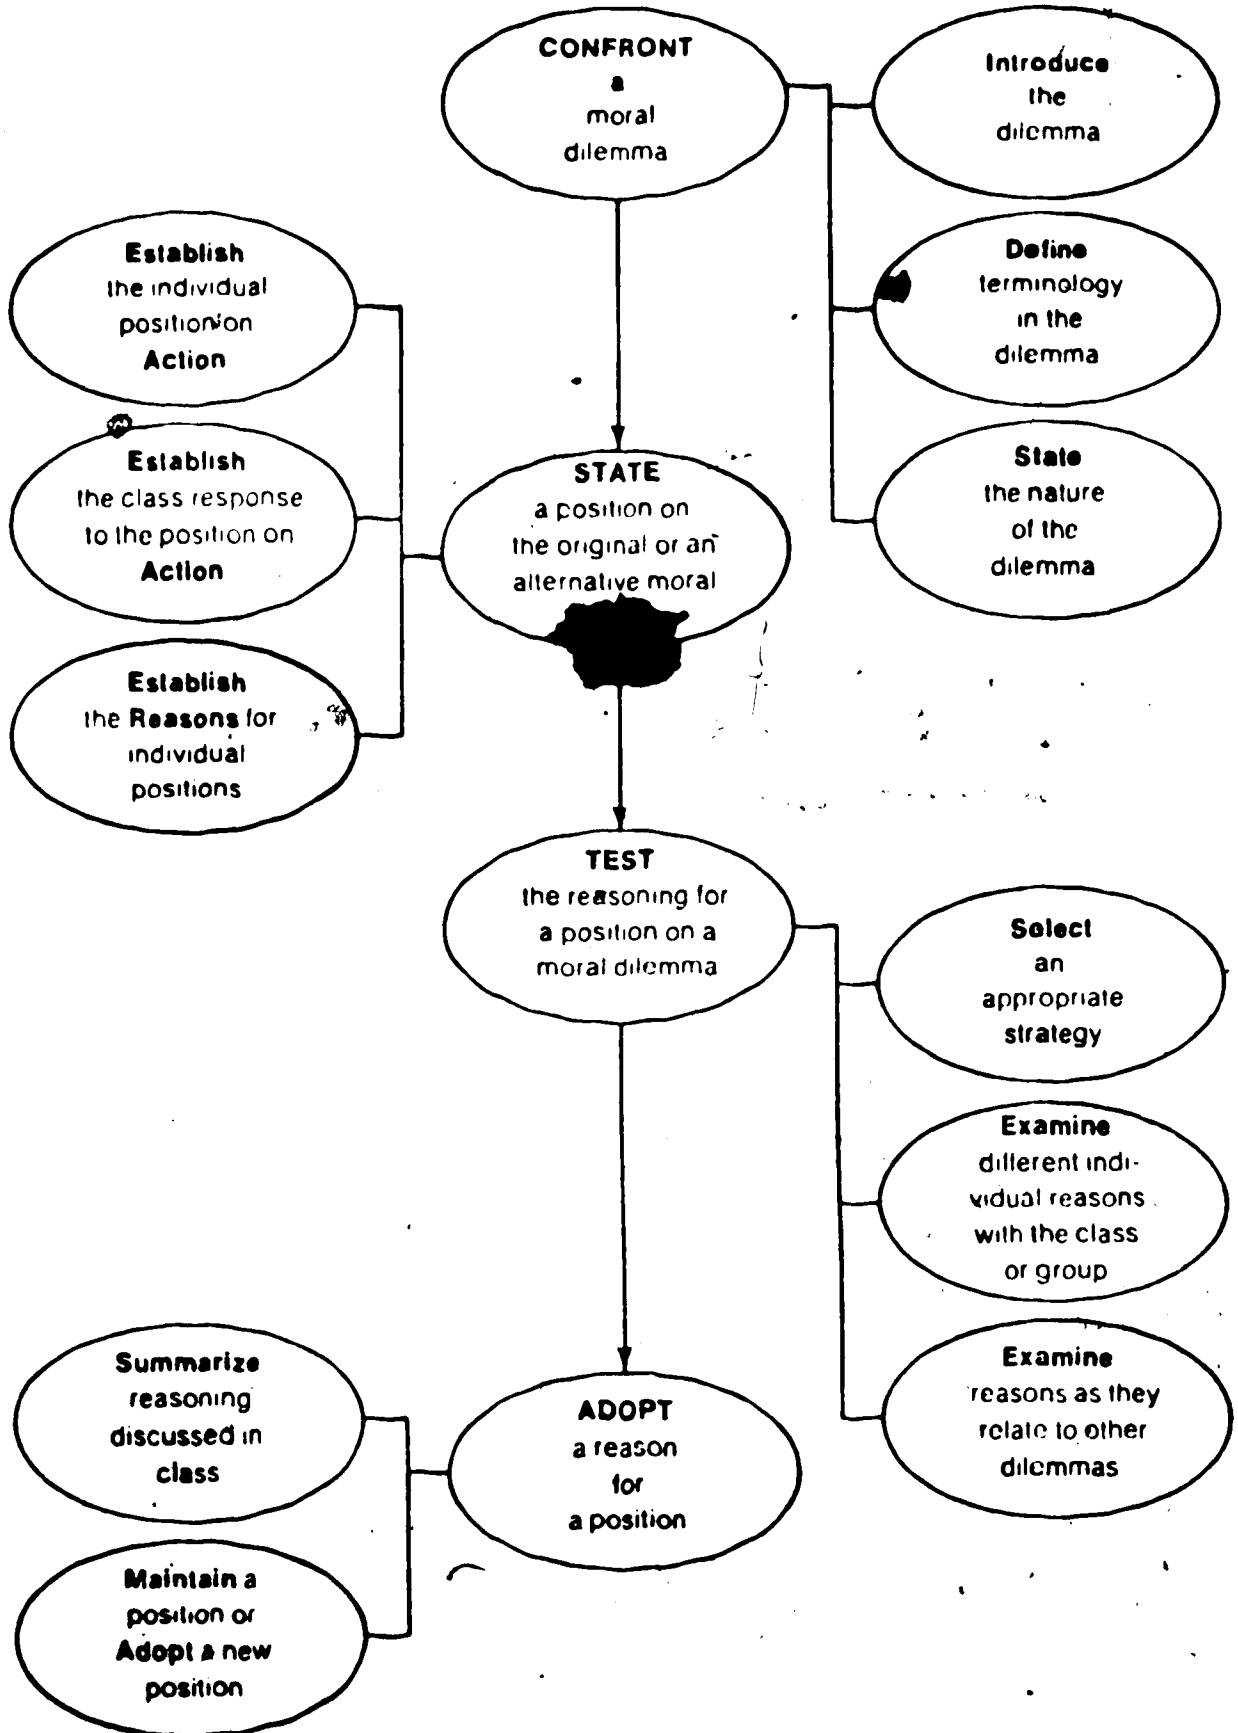 CONFRONT
a
moral
dilemma
Introduce
the
dilemma
Define
terminology
in the
dilemma
State
the nature
of the
dilemma
Establish
the individual
position on
Action
Establish
the class response
to the position on
Action
Establish
the Reasons for
individual
positions
STATE
a position on
the original or an
alternative moral
TEST
the reasoning for
a position on a
moral dilemma
Select
an
appropriate
strategy
Examine
different indi-
vidual reasons
with the class
or group
Examine
reasons as they
relate to other
dilemmas
ADOPT
a reason
for
a position
Summarize
reasoning
discussed in
class
Maintain a
position or
Adopt a new
position